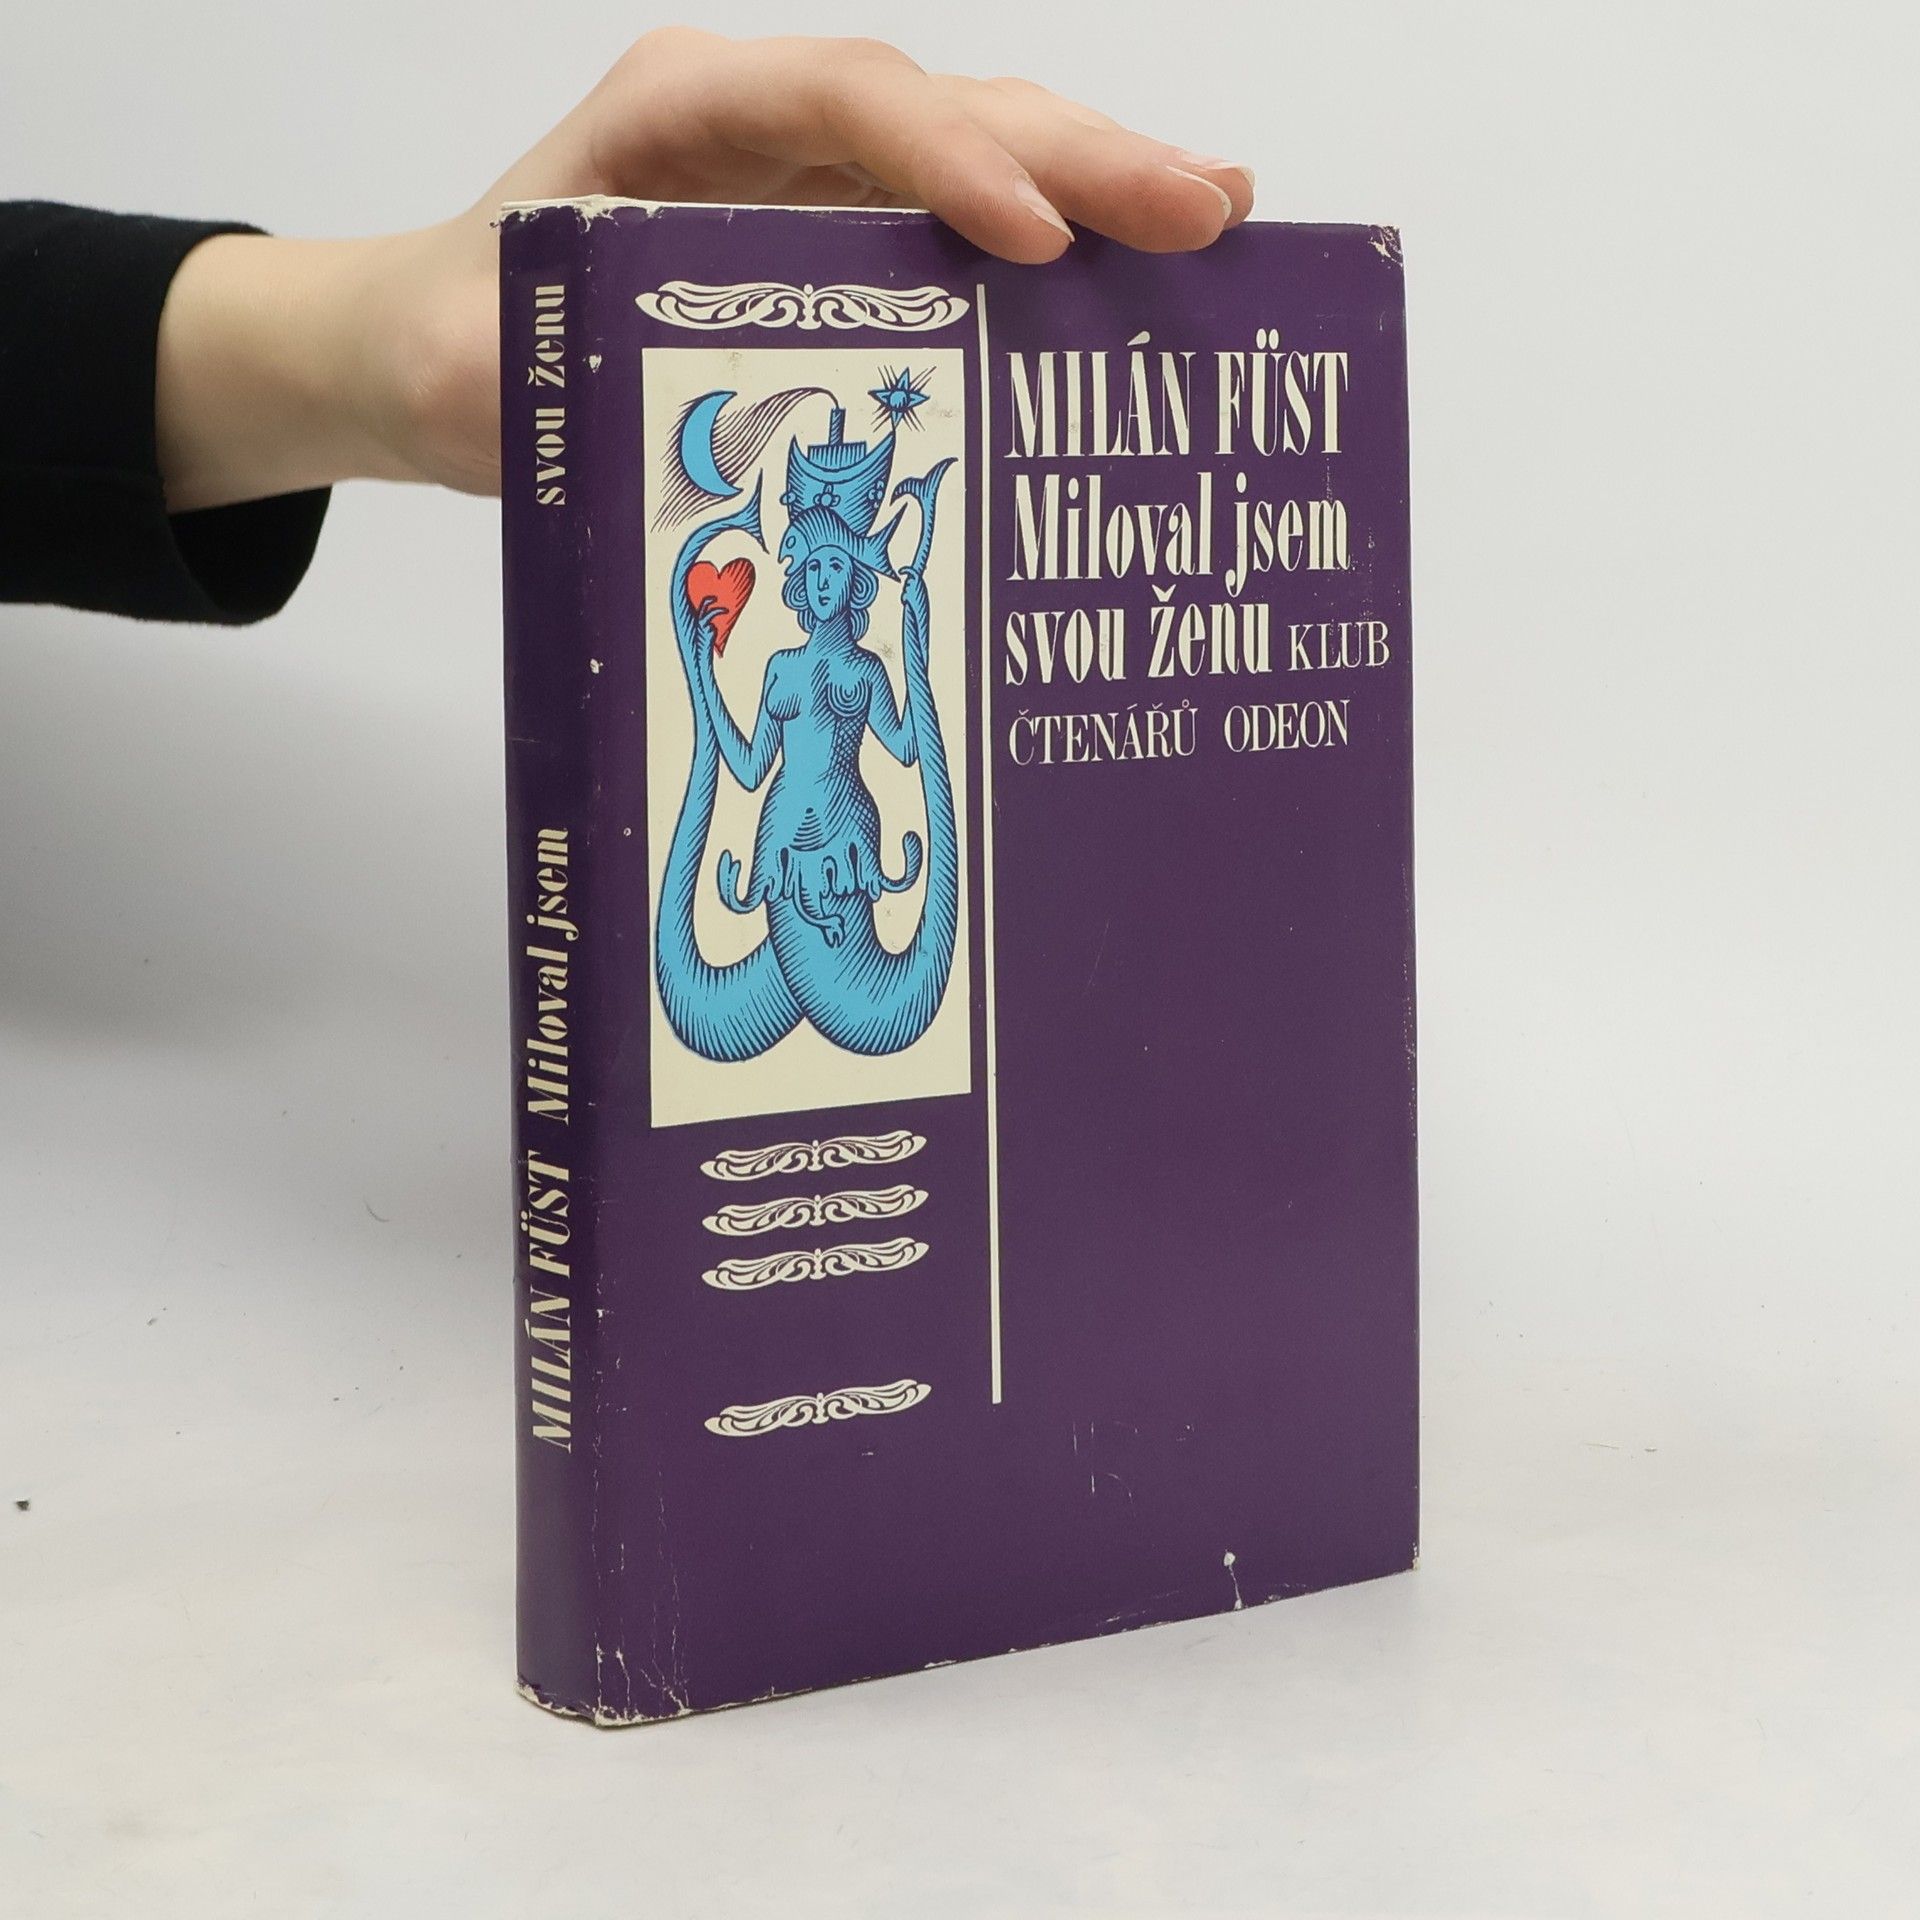 MILÁN FÜST
Miloval jsem
svou ženu KLUB
ČTENÁŘŮ ODEON
MILÁN FÜST Miloval jsem svou ženu